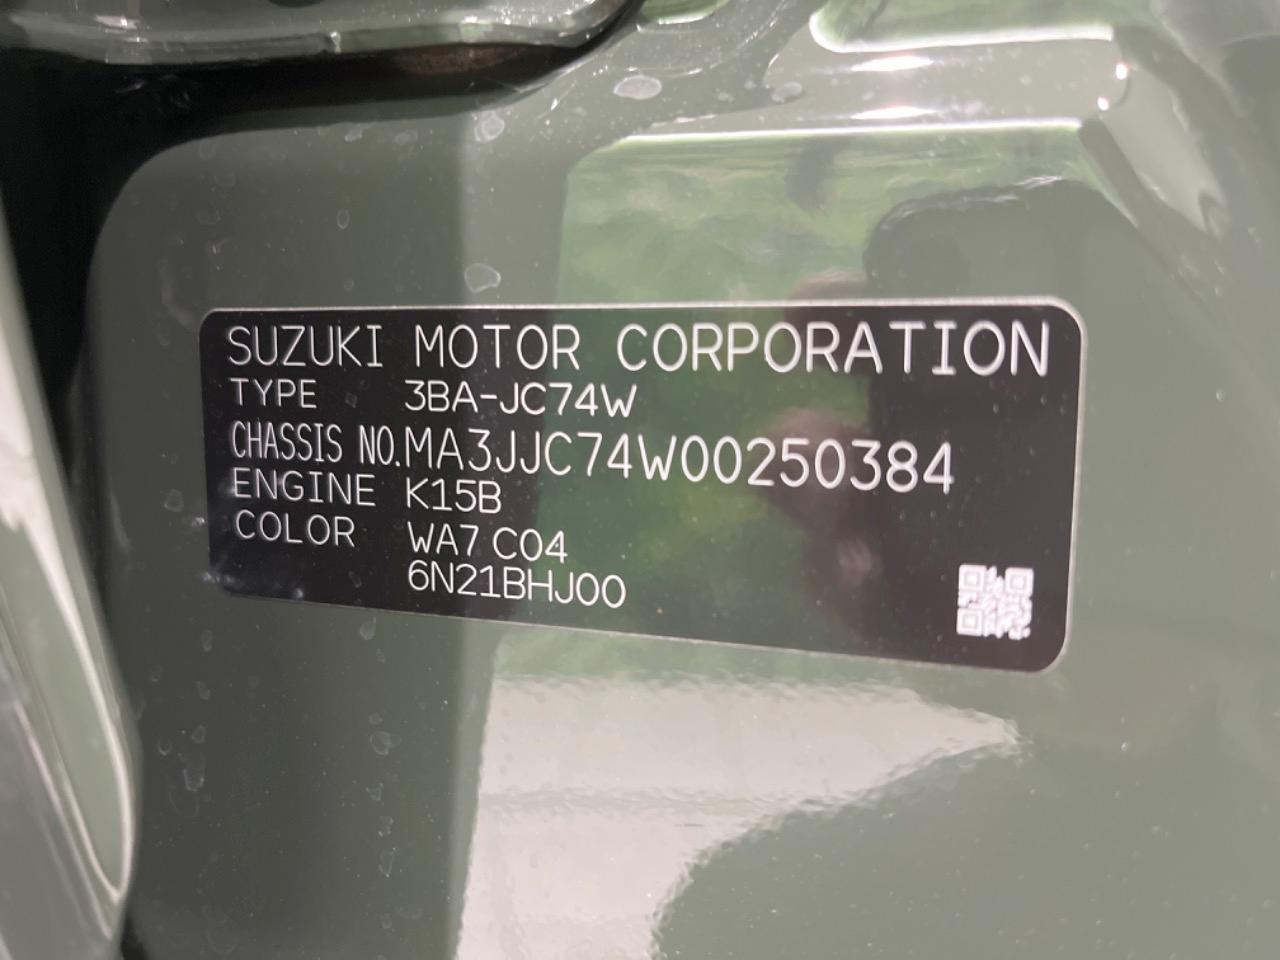 SUZUKI MOTOR CORPORATION
TYPE 3BA-JC74W
CHASSIS NO.MA3JJC74W00250384
ENGINE K15B
COLOR WA7 C04
6N21BHJ00